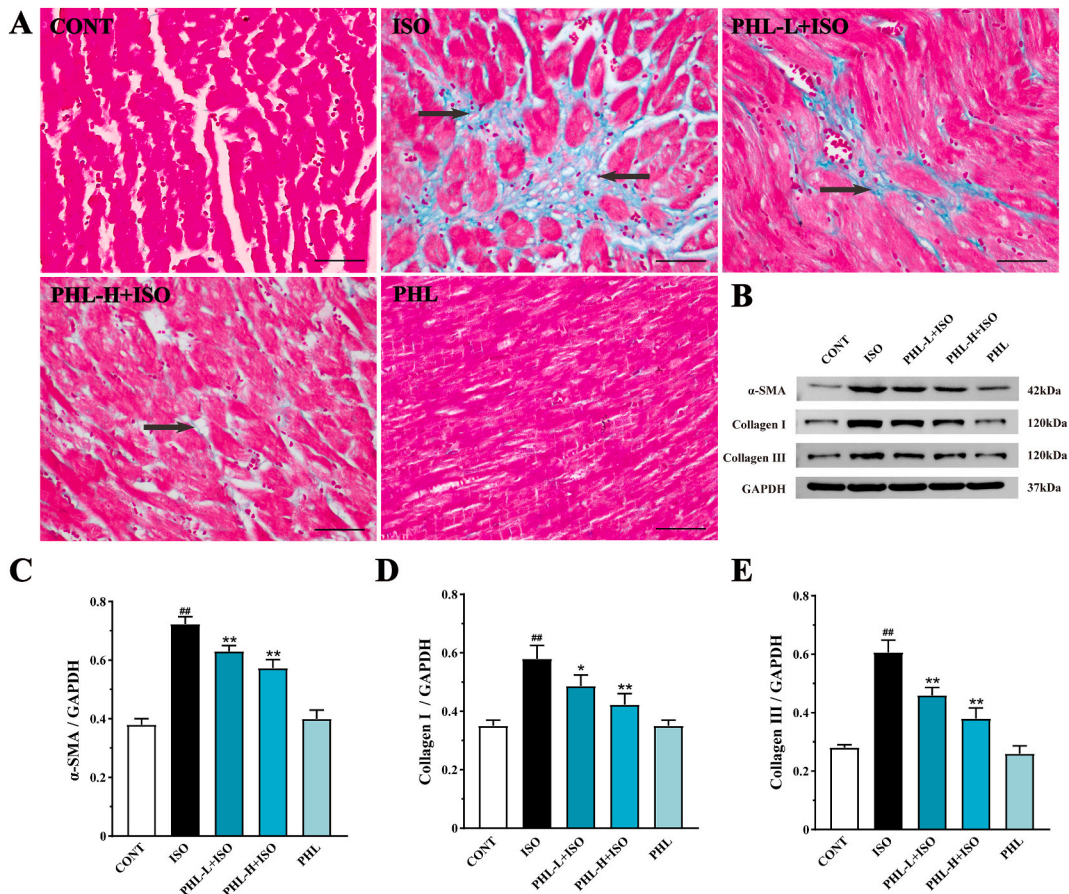 A
CONT
ISO
PHL-L+ISO
PHL-H+ISO
PHL
B
CONT
ISO
PHL-L+ISO
PHL-H+ISO
PHL
α-SMA
42kDa
Collagen I
120kDa
Collagen III
120kDa
GAPDH
37kDa
C
α-SMA / GAPDH
0.8
0.6
0.4
0.2
0
##
**
**
CONT
ISO
PHL-L+ISO
PHL-H+ISO
PHL
D
Collagen I / GAPDH
0.8
0.6
0.4
0.2
0
##
*
**
CONT
ISO
PHL-L+ISO
PHL-H+ISO
PHL
E
Collagen III / GAPDH
0.8
0.6
0.4
0.2
0
##
**
**
CONT
ISO
PHL-L+ISO
PHL-H+ISO
PHL